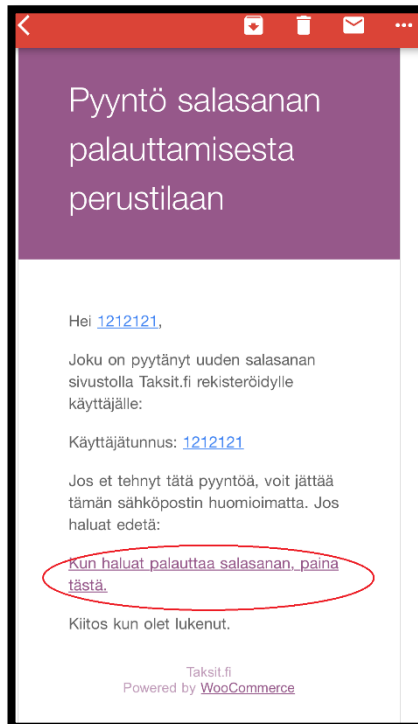 Pyyntö salasanan
palauttamisesta
perustilaan
Hei 1212121,
Joku on pyytänyt uuden salasanan
sivustolla Taksit.fi rekisteröidylle
käyttäjälle:
Käyttäjätunnus: 1212121
Jos et tehnyt tätä pyyntöä, voit jättää
tämän sähköpostin huomioimatta. Jos
haluat edetä:
Kun haluat palauttaa salasanan, paina
tästä.
Kiitos kun olet lukenut.
Taksit.fi
Powered by WooCommerce